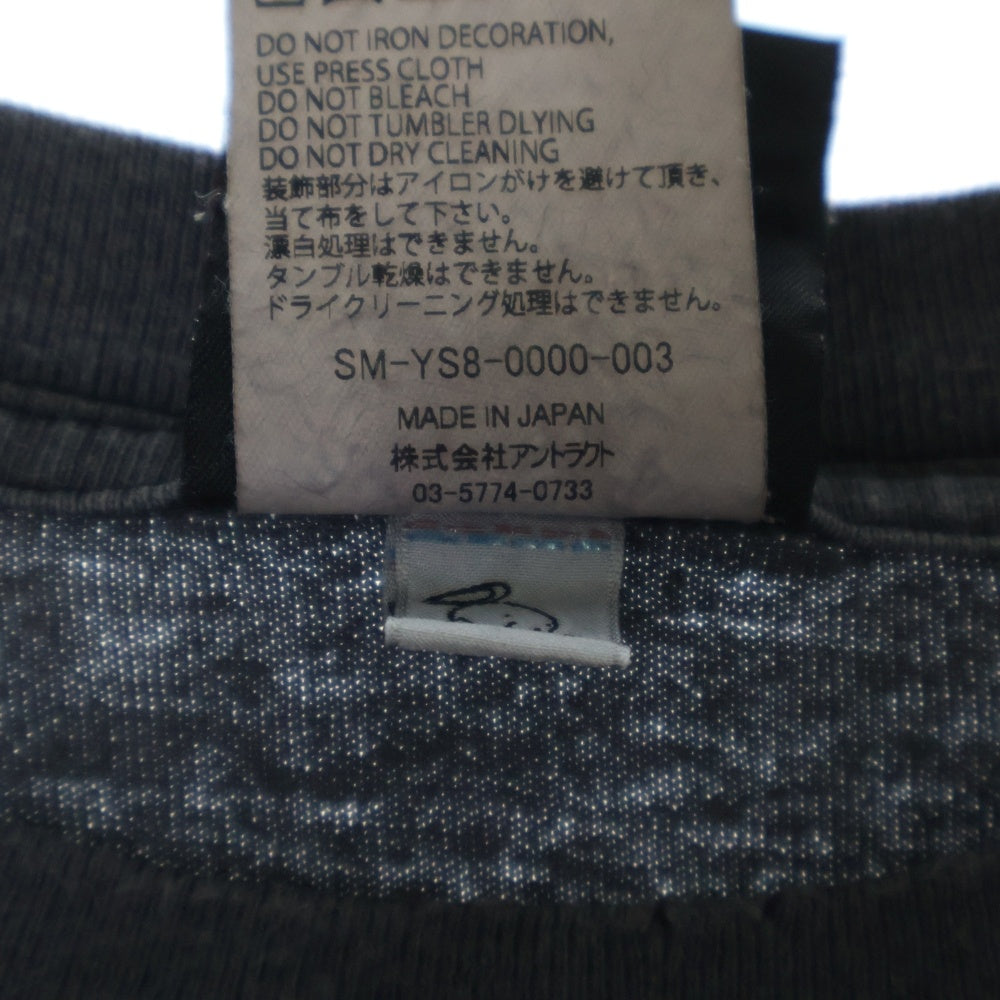 DO NOT IRON DECORATION,
USE PRESS CLOTH
DO NOT BLEACH
DO NOT TUMBLER DLYING
DO NOT DRY CLEANING
装飾部分はアイロンがけを避けて頂き、
当て布をして下さい。
漂白処理はできません。
タンブル乾燥はできません。
ドライクリーニング処理はできません。
SM-YS8-0000-003
MADE IN JAPAN
株式会社アントラクト
03-5774-0733